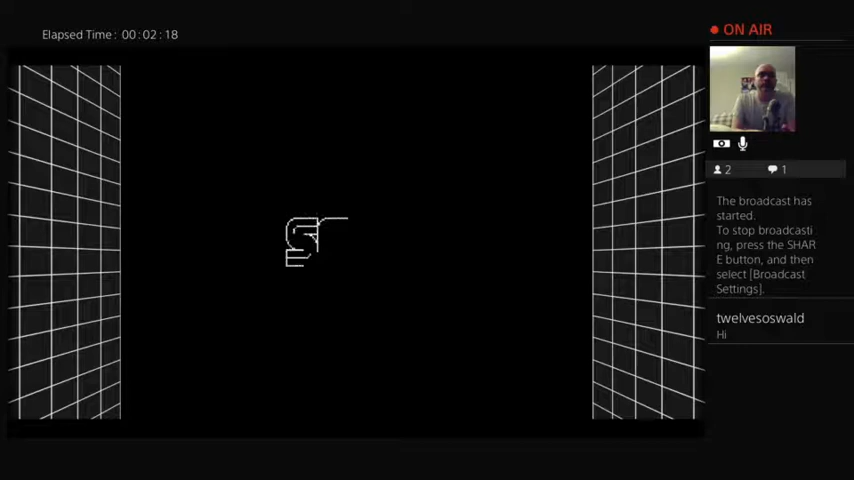 Elapsed Time: 00:02:18
ON AIR
2
1
The broadcast has
started.
To stop broadcasti
ng, press the SHAR
E button, and then
select [Broadcast
Settings].
twelvesoswald
Hi